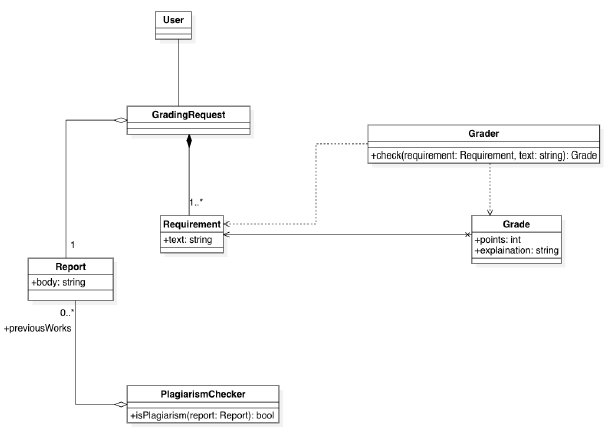 User
GradingRequest
Grader
+check(requirement: Requirement, text: string): Grade
1..*
Requirement
+text: string
Grade
+points: int
+explaination: string
1
Report
+body: string
0..*
+previousWorks
PlagiarismChecker
+isPlagiarism(report: Report): bool